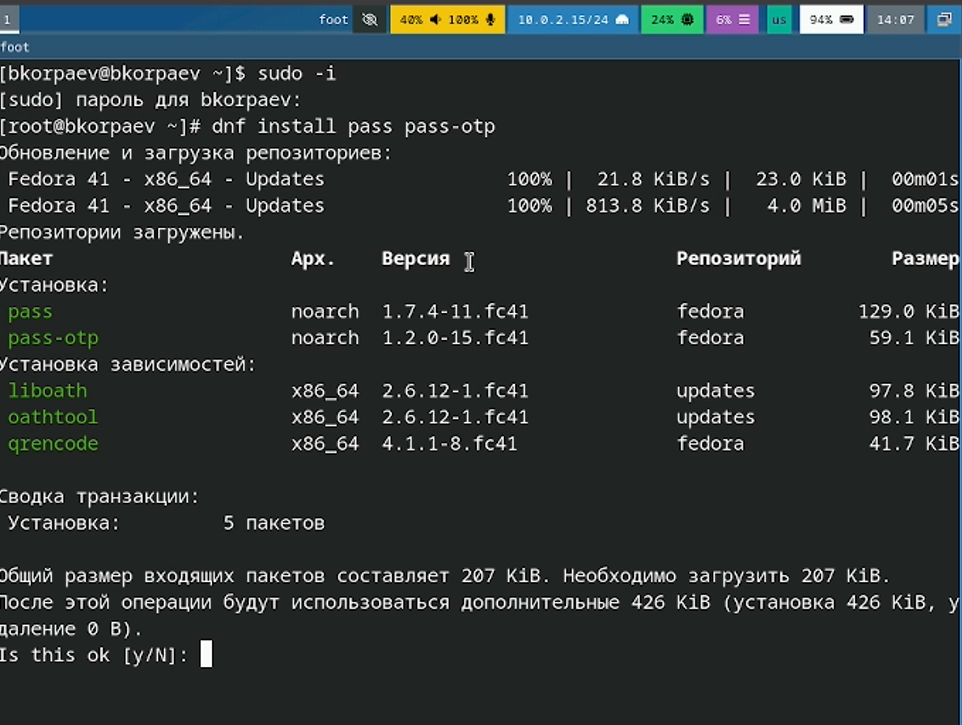 1 foot 40% 100% 10.0.2.15/24 24% 6% us 94% 14:07
foot
[bkorpaev@bkorpaev ~]$ sudo -i
[sudo] пароль для bkorpaev:
[root@bkorpaev ~]# dnf install pass pass-otp
Обновление и загрузка репозиториев:
Fedora 41 - x86_64 - Updates 100% | 21.8 KiB/s | 23.0 KiB | 00m01s
Fedora 41 - x86_64 - Updates 100% | 813.8 KiB/s | 4.0 MiB | 00m05s
Репозитории загружены.
Пакет Арх. Версия Репозиторий Размер
Установка:
pass noarch 1.7.4-11.fc41 fedora 129.0 KiB
pass-otp noarch 1.2.0-15.fc41 fedora 59.1 KiB
Установка зависимостей:
liboath x86_64 2.6.12-1.fc41 updates 97.8 KiB
oathtool x86_64 2.6.12-1.fc41 updates 98.1 KiB
qrencode x86_64 4.1.1-8.fc41 fedora 41.7 KiB
Сводка транзакции:
Установка: 5 пакетов
Общий размер входящих пакетов составляет 207 KiB. Необходимо загрузить 207 KiB.
После этой операции будут использоваться дополнительные 426 KiB (установка 426 KiB, у
даление 0 B).
Is this ok [y/N]: